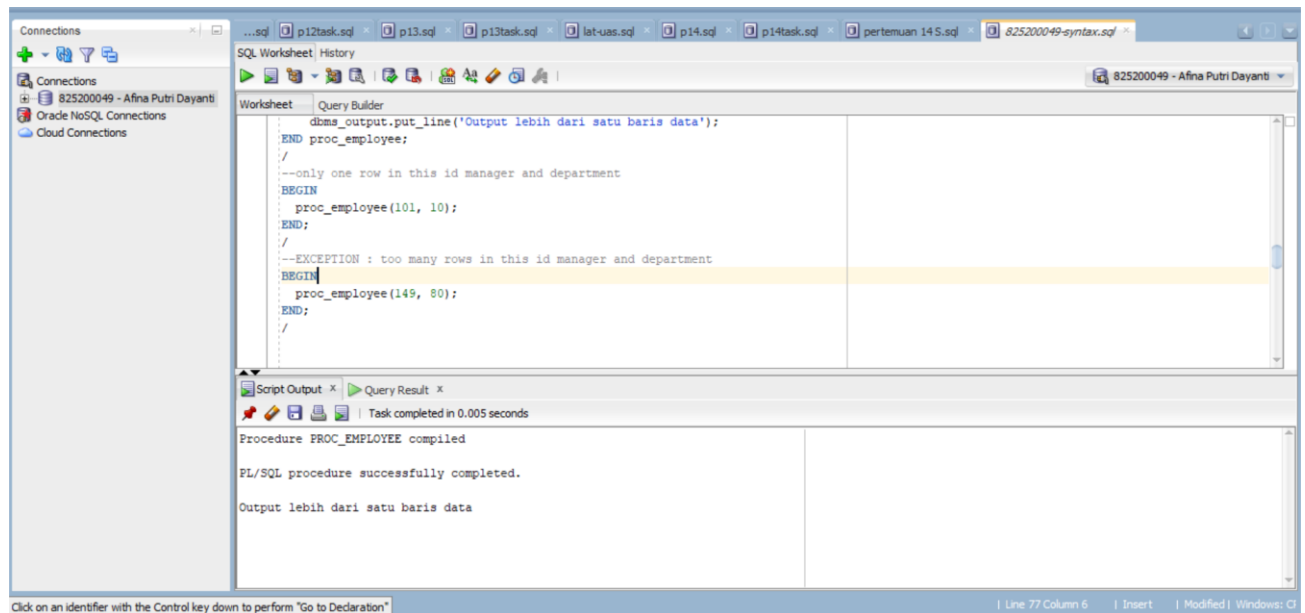 Connections
...sql p12task.sql p13.sql p13task.sql lat-uas.sql p14.sql p14task.sql pertemuan 14 S.sql 825200049-syntax.sql
SQL Worksheet History
Connections
825200049 - Afina Putri Dayanti
Oracle NoSQL Connections
Cloud Connections
825200049 - Afina Putri Dayanti
Worksheet Query Builder
dbms_output.put_line('Output lebih dari satu baris data');
END proc_employee;
/
--only one row in this id manager and department
BEGIN
proc_employee(101, 10);
END;
/
--EXCEPTION : too many rows in this id manager and department
BEGIN
proc_employee(149, 80);
END;
/
Script Output x Query Result x
Task completed in 0.005 seconds
Procedure PROC_EMPLOYEE compiled
PL/SQL procedure successfully completed.
Output lebih dari satu baris data
Click on an identifier with the Control key down to perform "Go to Declaration"
| Line 77 Column 6 | Insert | Modified | Windows: